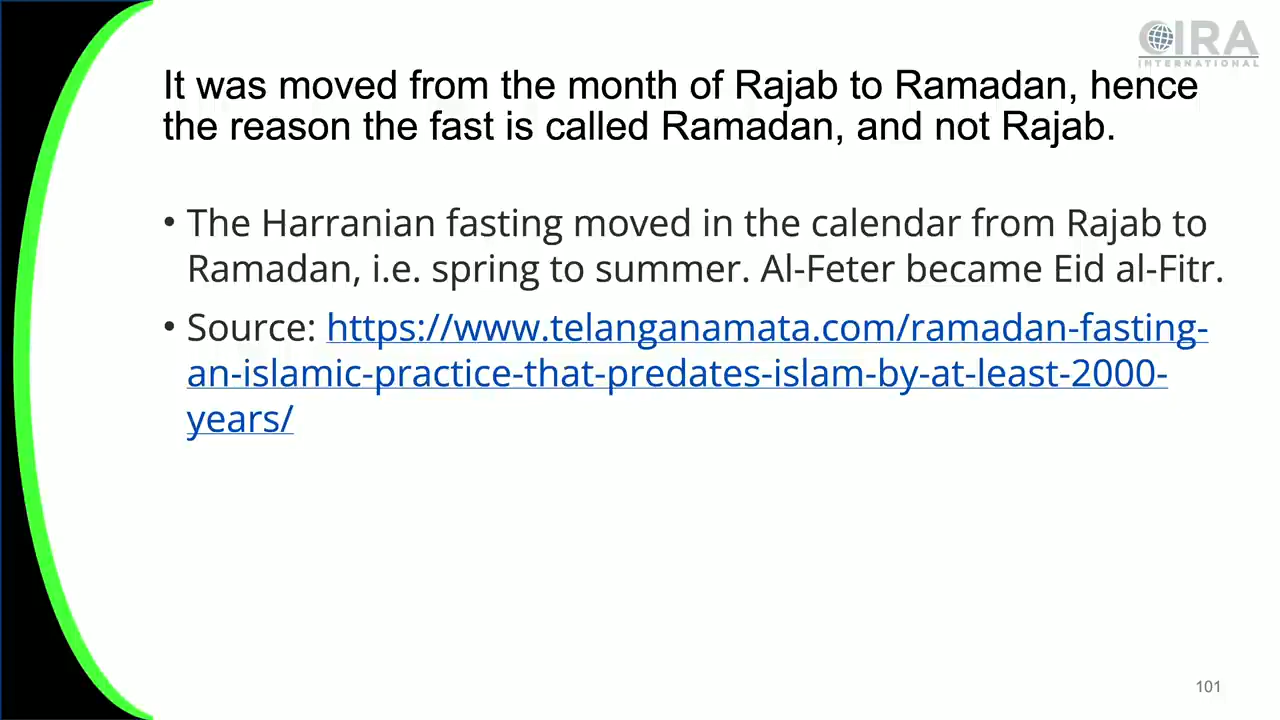 CIRA
INTERNATIONAL
It was moved from the month of Rajab to Ramadan, hence
the reason the fast is called Ramadan, and not Rajab.
• The Harranian fasting moved in the calendar from Rajab to
Ramadan, i.e. spring to summer. Al-Feter became Eid al-Fitr.
• Source: https://www.telanganamata.com/ramadan-fasting-
an-islamic-practice-that-predates-islam-by-at-least-2000-
years/
101